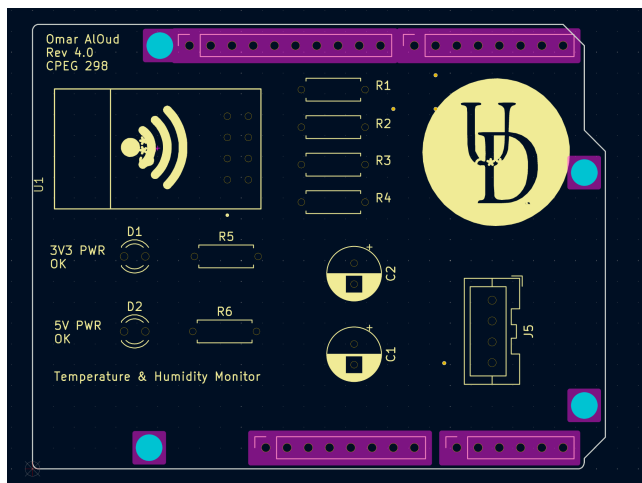 Omar AlOud
Rev 4.0
CPEG 298
R1
R2
R3
R4
U1
UD
D1
R5
3V3 PWR
OK
C2
D2
R6
5V PWR
OK
J5
C1
Temperature & Humidity Monitor